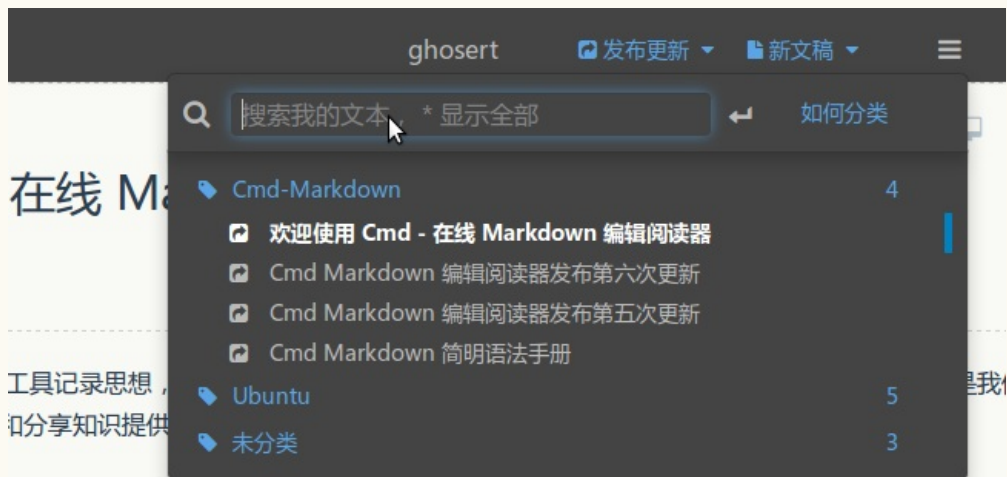 ghosert 发布更新 新文稿
搜索我的文本， * 显示全部 如何分类
在线 Ma
Cmd-Markdown 4
欢迎使用 Cmd - 在线 Markdown 编辑阅读器
Cmd Markdown 编辑阅读器发布第六次更新
Cmd Markdown 编辑阅读器发布第五次更新
Cmd Markdown 简明语法手册
工具记录思想，
是我
Ubuntu 5
和分享知识提供
未分类 3